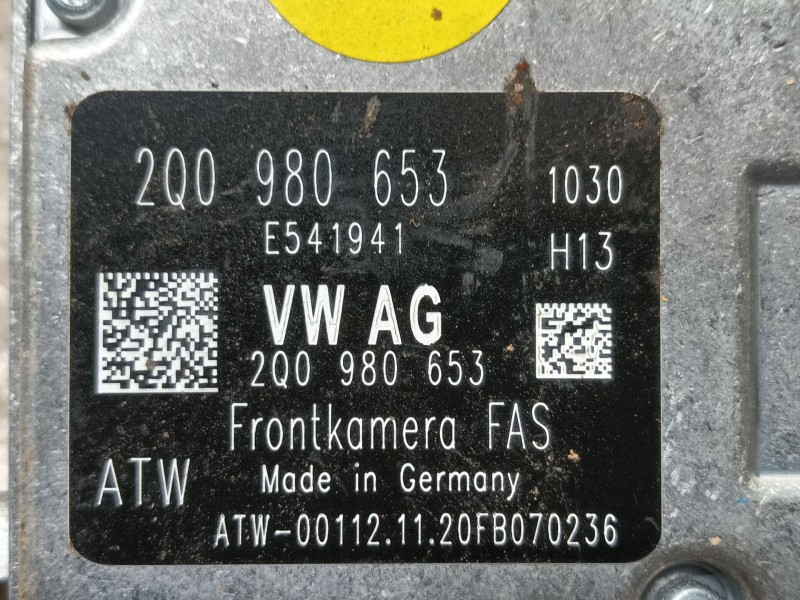 2Q0 980 653 1030
E541941 H13
VW AG
2Q0 980 653
Frontkamera FAS
ATW Made in Germany
ATW-00112.11.20FB070236